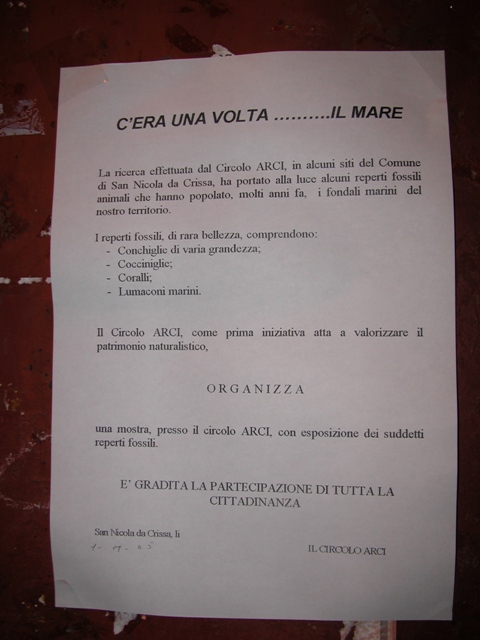 C'ERA UNA VOLTA ..........IL MARE
La ricerca effettuata dal Circolo ARCI, in alcuni siti del Comune
di San Nicola da Crissa, ha portato alla luce alcuni reperti fossili
animali che hanno popolato, molti anni fa, i fondali marini del
nostro territorio.
I reperti fossili, di rara bellezza, comprendono:
- Conchiglie di varia grandezza;
- Cocciniglie;
- Coralli;
- Lumaconi marini.
Il Circolo ARCI, come prima iniziativa atta a valorizzare il
patrimonio naturalistico,
ORGANIZZA
una mostra, presso il circolo ARCI, con esposizione dei suddetti
reperti fossili.
E' GRADITA LA PARTECIPAZIONE DI TUTTA LA
CITTADINANZA
San Nicola da Crissa, li
IL CIRCOLO ARCI